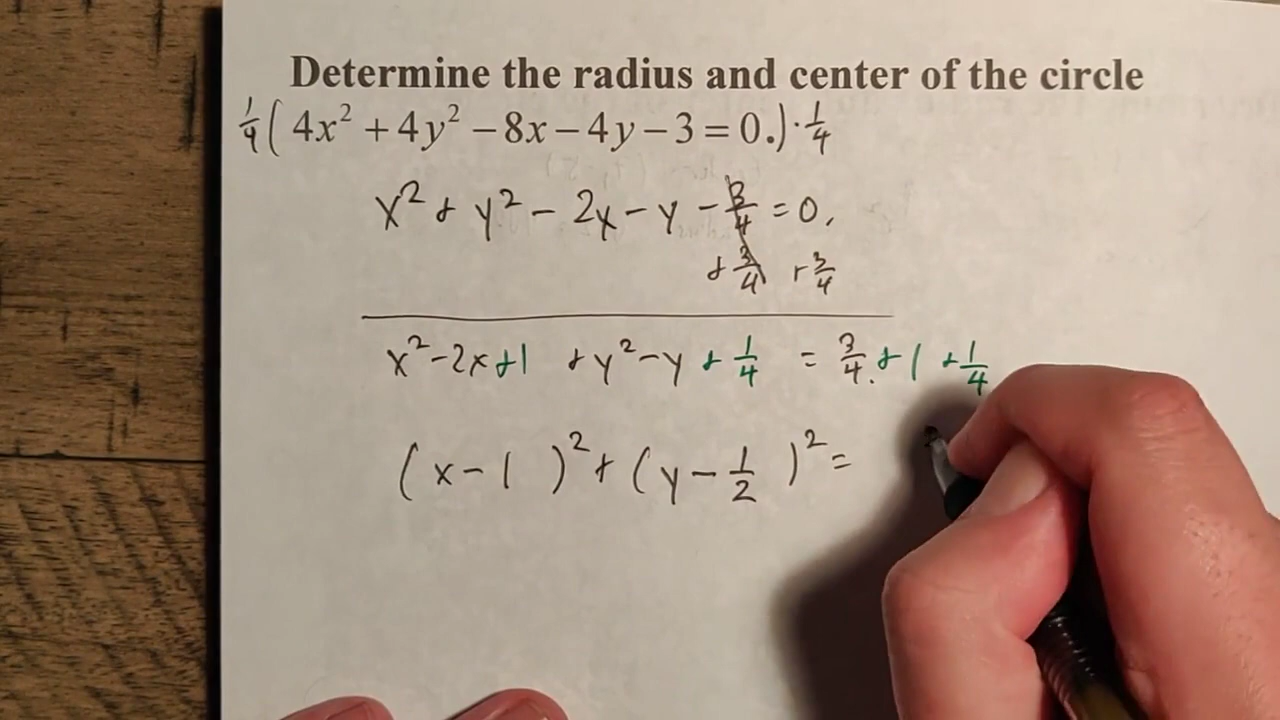 Determine the radius and center of the circle
1/4( 4x² + 4y² − 8x − 4y − 3 = 0.)·1/4
x² + y² − 2x − y − 3/4 = 0.
+ 3/4 + 3/4
x² − 2x + 1 + y² − y + 1/4 = 3/4. + 1 + 1/4
(x − 1 )² + (y − 1/2 )² =